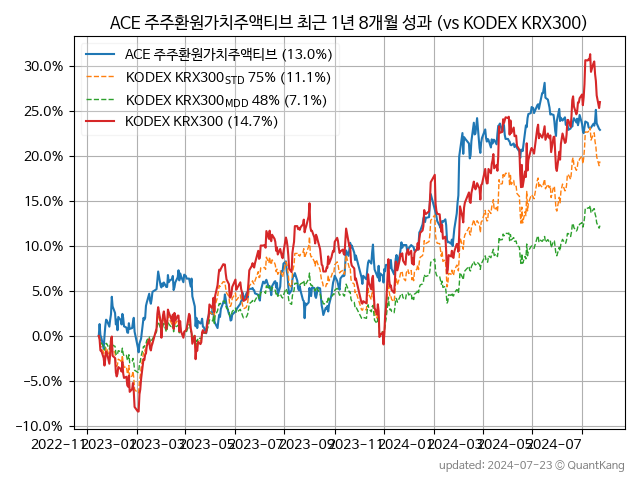 ACE 주주환원가치주액티브 최근 1년 8개월 성과 (vs KODEX KRX300)
ACE 주주환원가치주액티브 (13.0%)
KODEX KRX300STD 75% (11.1%)
KODEX KRX300MDD 48% (7.1%)
KODEX KRX300 (14.7%)
30.0%
25.0%
20.0%
15.0%
10.0%
5.0%
0.0%
−5.0%
−10.0%
2022-11 2023-01 2023-03 2023-05 2023-07 2023-09 2023-11 2024-01 2024-03 2024-05 2024-07
updated: 2024-07-23 © QuantKang